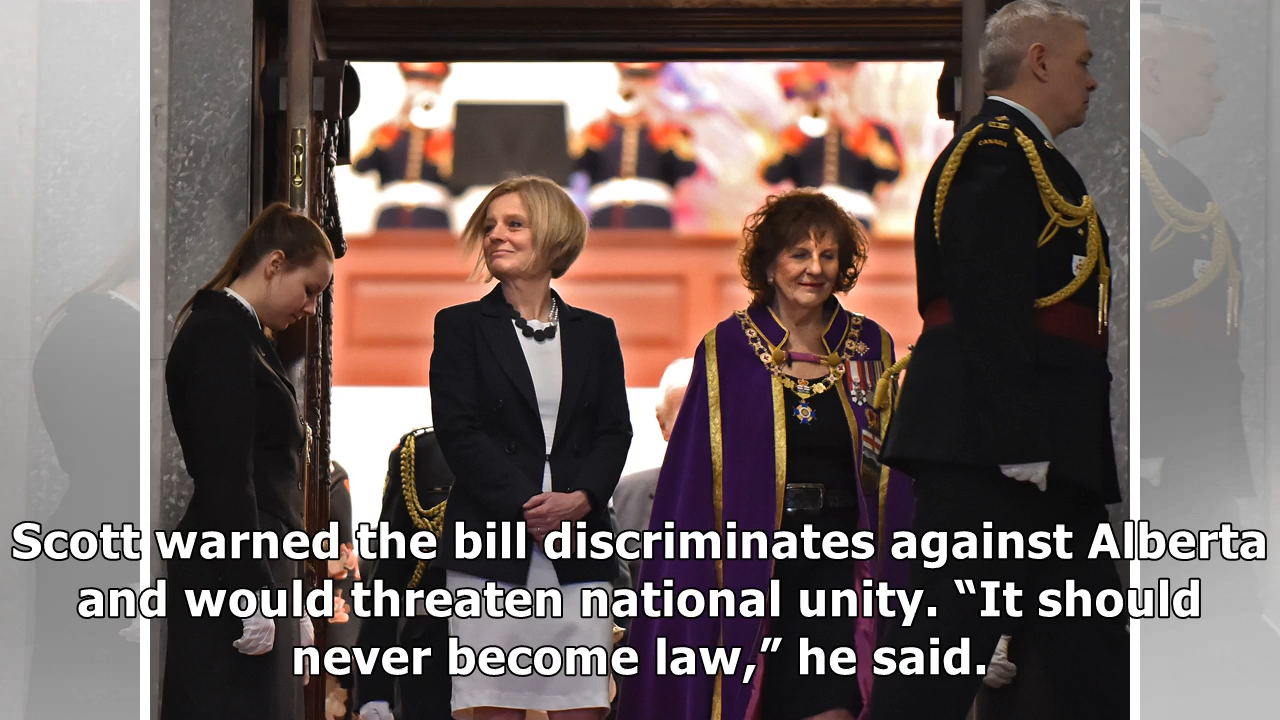 CANADA
Scott warned the bill discriminates against Alberta
and would threaten national unity. “It should
never become law,” he said.